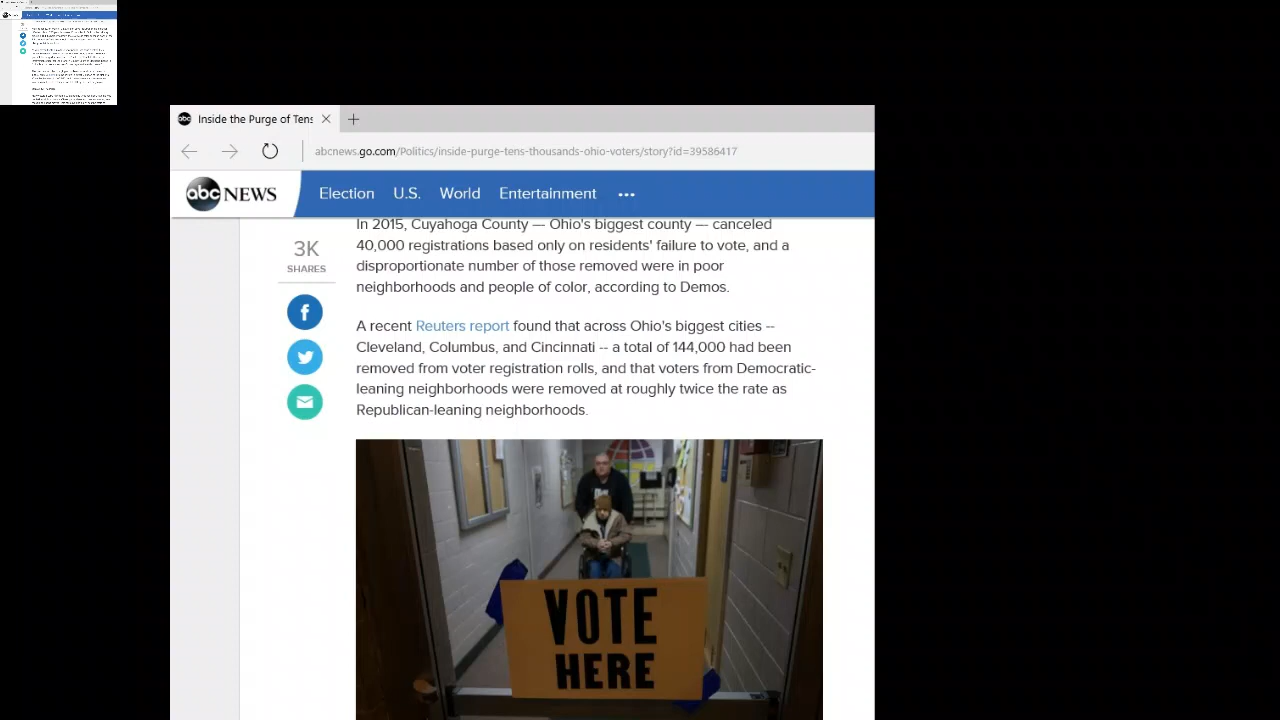 Inside the Purge of Tens
abcnews.go.com/Politics/inside-purge-tens-thousands-ohio-voters/story?id=39586417
abc NEWS Election U.S. World Entertainment •••
In 2015, Cuyahoga County — Ohio's biggest county — canceled
40,000 registrations based only on residents' failure to vote, and a
disproportionate number of those removed were in poor
neighborhoods and people of color, according to Demos.
3K
SHARES
A recent Reuters report found that across Ohio's biggest cities --
Cleveland, Columbus, and Cincinnati -- a total of 144,000 had been
removed from voter registration rolls, and that voters from Democratic-
leaning neighborhoods were removed at roughly twice the rate as
Republican-leaning neighborhoods.
VOTE
HERE